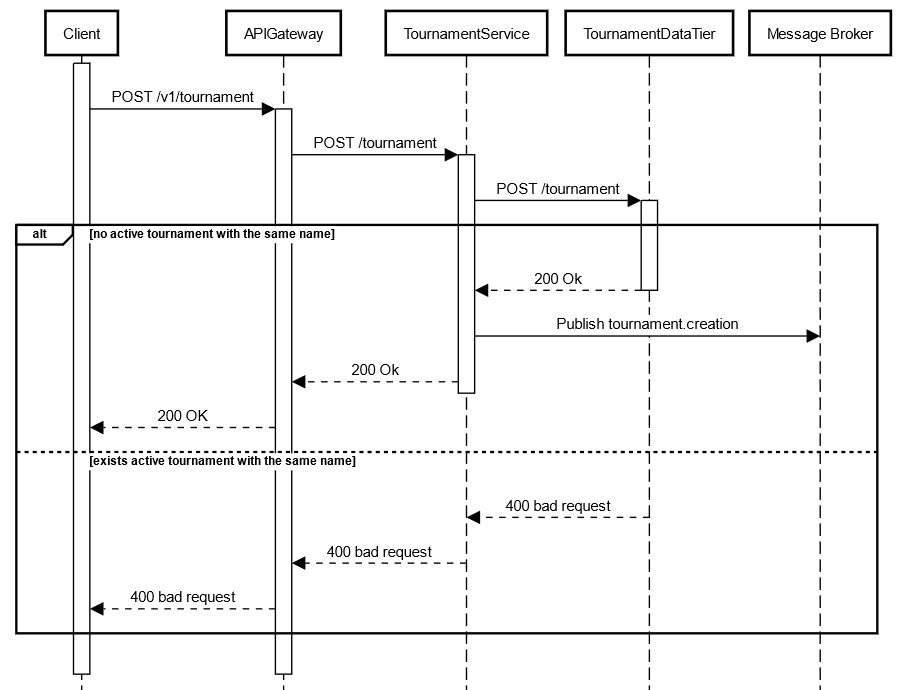 Client
APIGateway
TournamentService
TournamentDataTier
Message Broker
POST /v1/tournament
POST /tournament
POST /tournament
alt
[no active tournament with the same name]
200 Ok
Publish tournament.creation
200 Ok
200 OK
[exists active tournament with the same name]
400 bad request
400 bad request
400 bad request